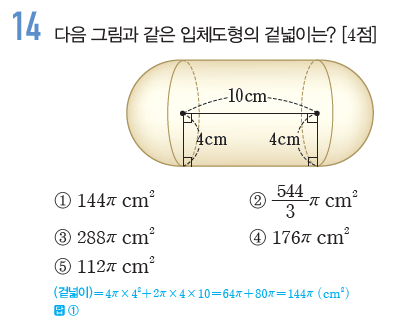 14 다음 그림과 같은 입체도형의 겉넓이는? [4점]
10cm
4cm 4cm
① 144π cm² ② 544/3 π cm²
③ 288π cm² ④ 176π cm²
⑤ 112π cm²
(겉넓이)=4π×4²+2π×4×10=64π+80π=144π (cm²)
답 ①